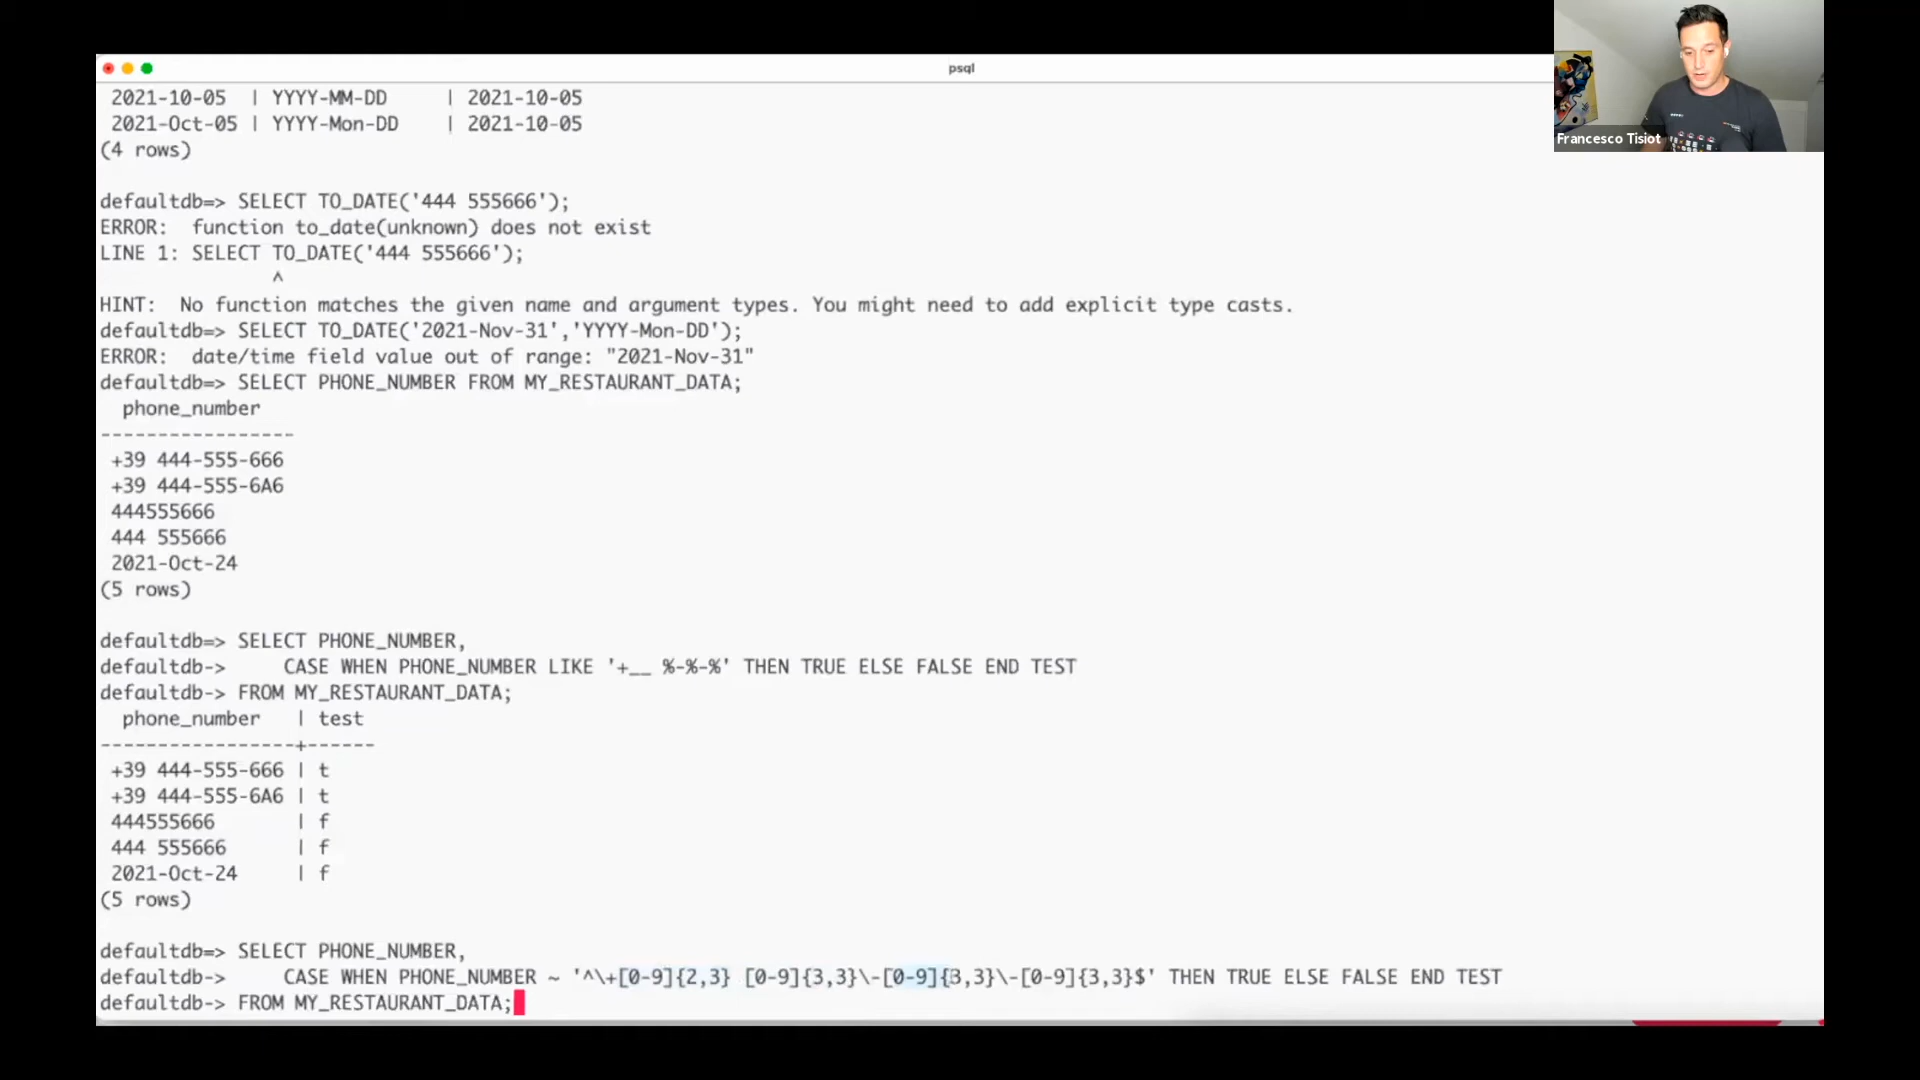 psql
Francesco Tisiot
2021-10-05 | YYYY-MM-DD | 2021-10-05
2021-Oct-05 | YYYY-Mon-DD | 2021-10-05
(4 rows)
defaultdb=> SELECT TO_DATE('444 555666');
ERROR: function to_date(unknown) does not exist
LINE 1: SELECT TO_DATE('444 555666');
^
HINT: No function matches the given name and argument types. You might need to add explicit type casts.
defaultdb=> SELECT TO_DATE('2021-Nov-31','YYYY-Mon-DD');
ERROR: date/time field value out of range: "2021-Nov-31"
defaultdb=> SELECT PHONE_NUMBER FROM MY_RESTAURANT_DATA;
phone_number
-----------------
+39 444-555-666
+39 444-555-6A6
444555666
444 555666
2021-Oct-24
(5 rows)
defaultdb=> SELECT PHONE_NUMBER,
defaultdb-> CASE WHEN PHONE_NUMBER LIKE '+__ %-%-%' THEN TRUE ELSE FALSE END TEST
defaultdb-> FROM MY_RESTAURANT_DATA;
phone_number | test
-----------------+------
+39 444-555-666 | t
+39 444-555-6A6 | t
444555666 | f
444 555666 | f
2021-Oct-24 | f
(5 rows)
defaultdb=> SELECT PHONE_NUMBER,
defaultdb-> CASE WHEN PHONE_NUMBER ~ '^\+[0-9]{2,3} [0-9]{3,3}\-[0-9]{3,3}\-[0-9]{3,3}$' THEN TRUE ELSE FALSE END TEST
defaultdb-> FROM MY_RESTAURANT_DATA;